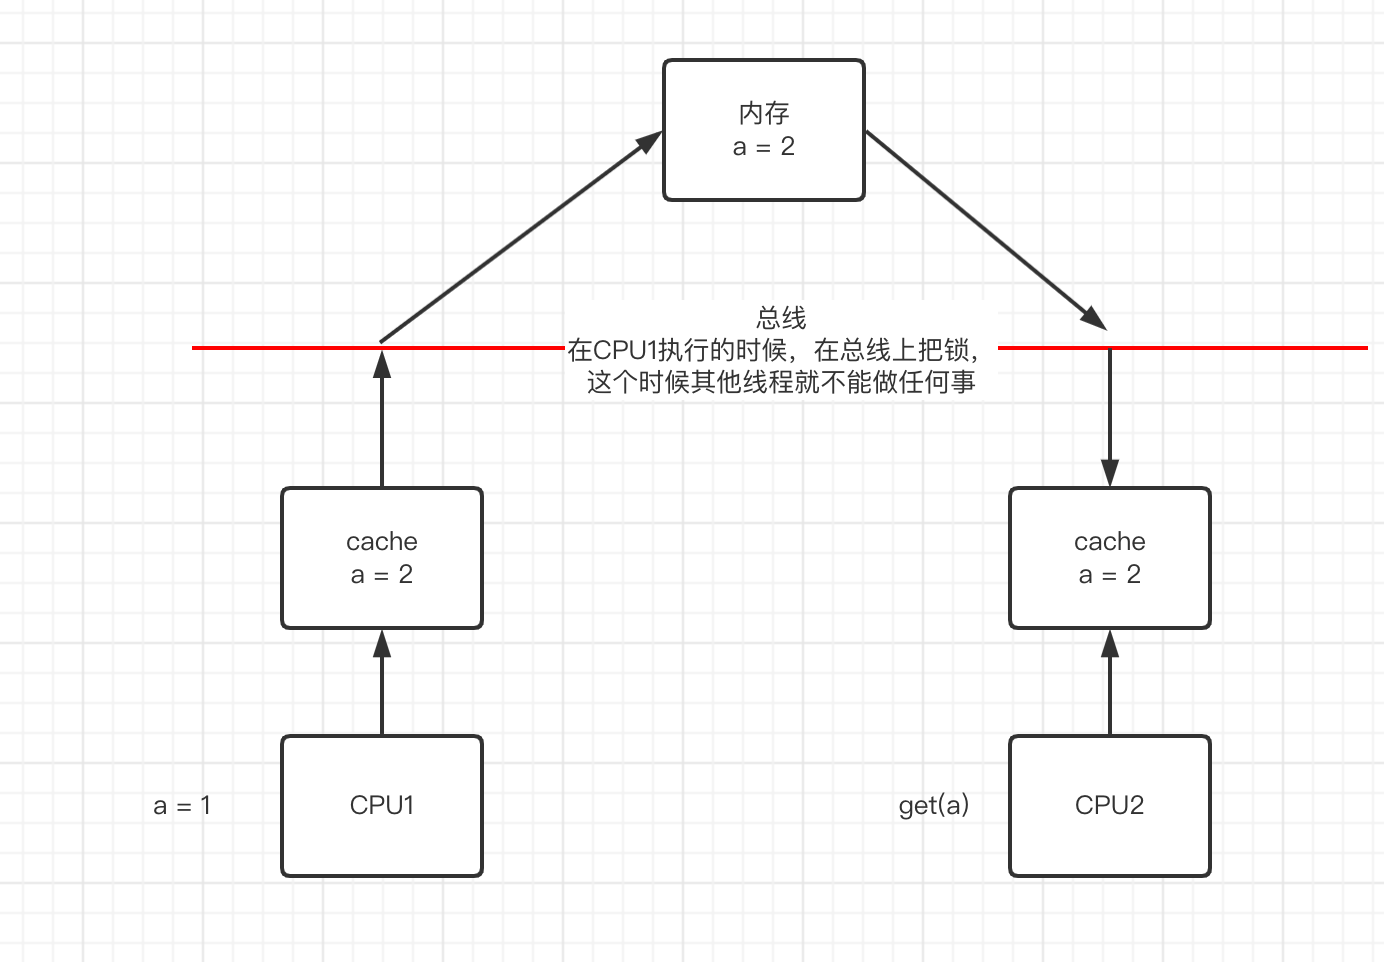 内存
a = 2
总线
在CPU1执行的时候，在总线上把锁，
这个时候其他线程就不能做任何事
cache
a = 2
cache
a = 2
a = 1
CPU1
get(a)
CPU2